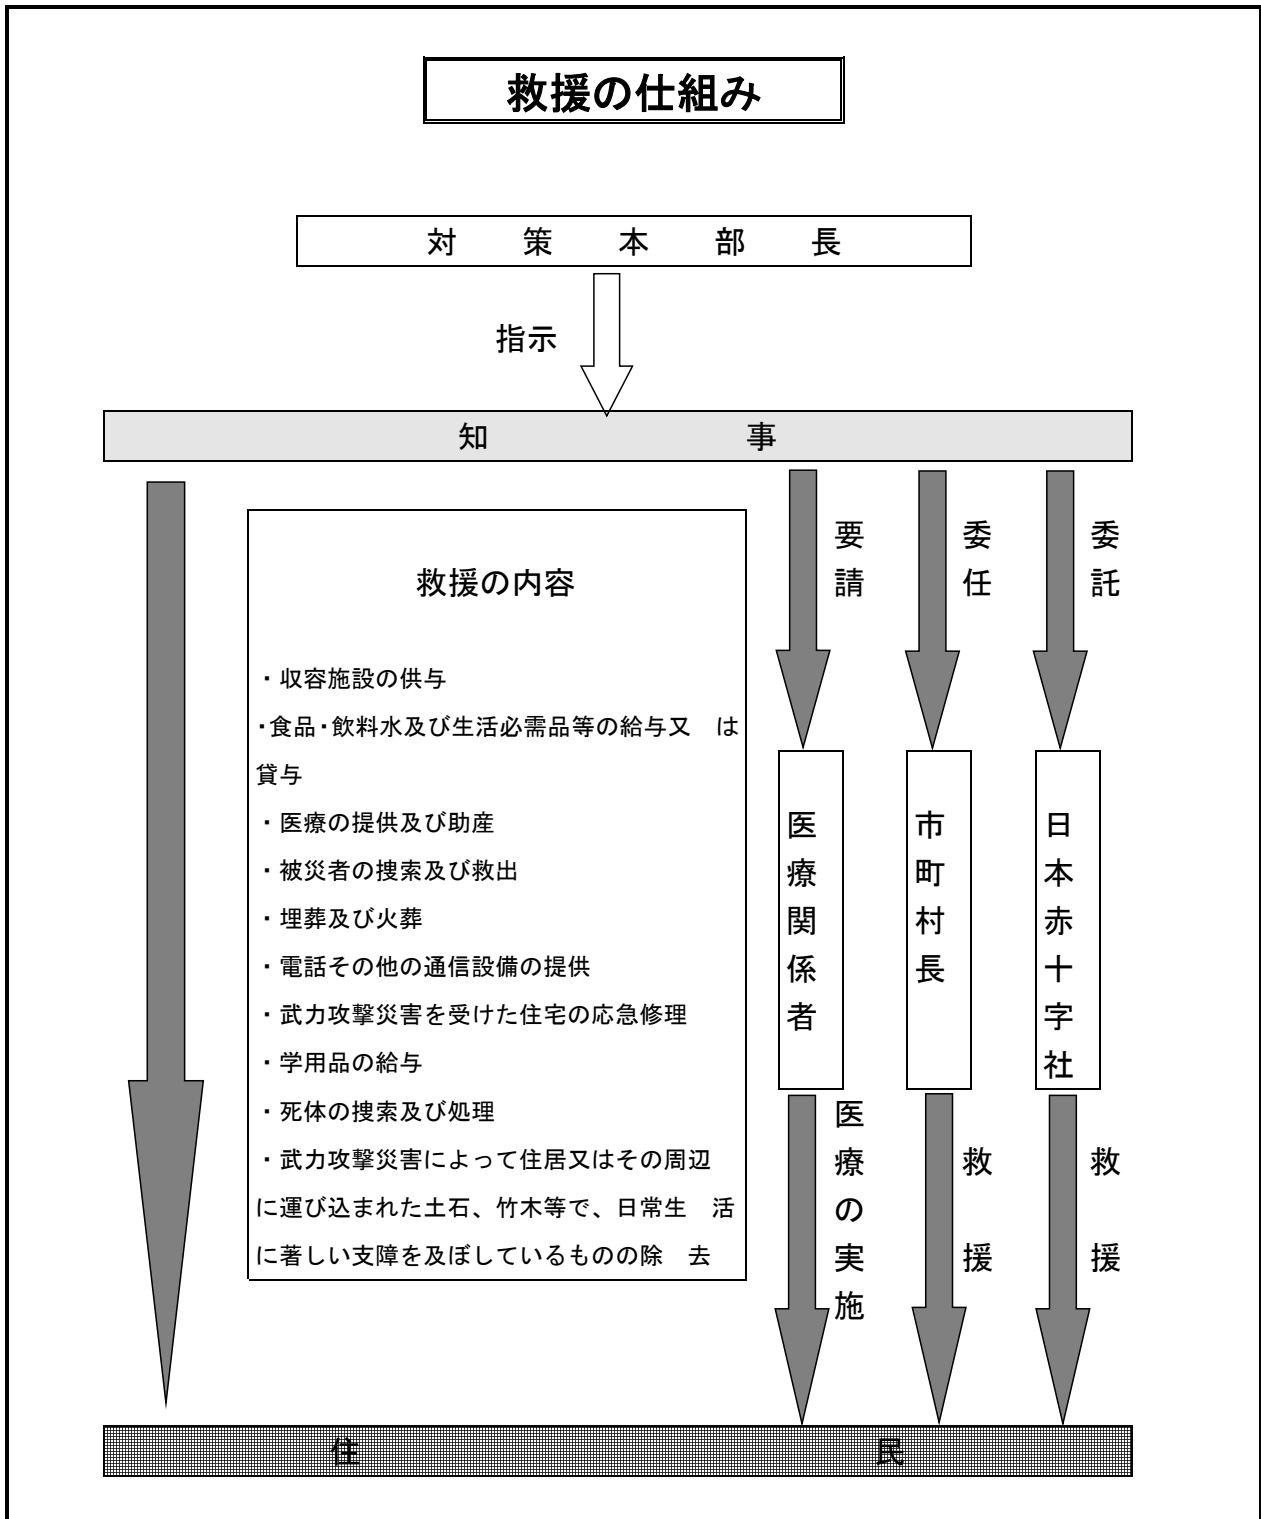 救援の仕組み
対策本部長
指示
知事
要請
委任
委託
救援の内容
・収容施設の供与
・食品・飲料水及び生活必需品等の給与又　は
貸与
・医療の提供及び助産
・被災者の捜索及び救出
・埋葬及び火葬
・電話その他の通信設備の提供
・武力攻撃災害を受けた住宅の応急修理
・学用品の給与
・死体の捜索及び処理
・武力攻撃災害によって住居又はその周辺
に運び込まれた土石、竹木等で、日常生　活
に著しい支障を及ぼしているものの除　去
医療関係者
市町村長
日本赤十字社
医療の実施
救援
救援
住民